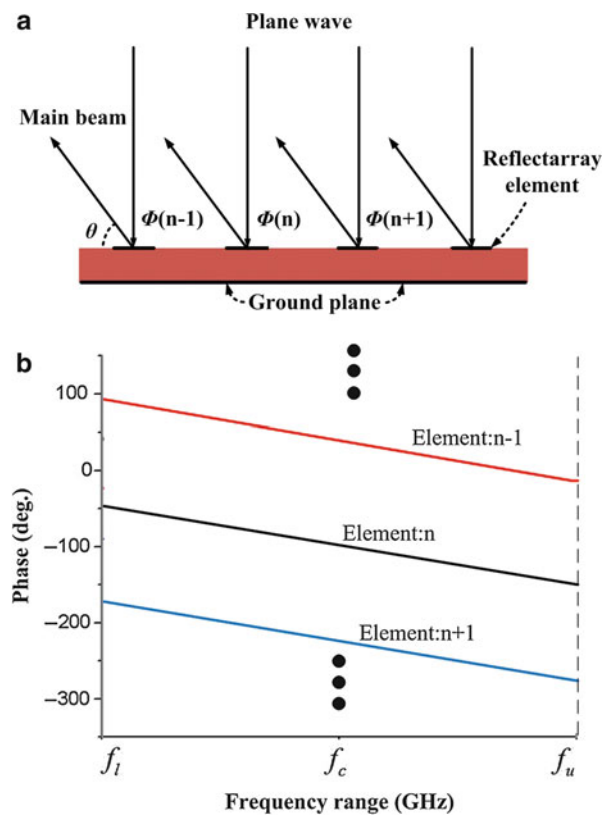 a
Plane wave
Main beam
Reflectarray
element
θ
Φ(n-1)
Φ(n)
Φ(n+1)
Ground plane
b
100
0
−100
−200
−300
Phase (deg.)
Element:n-1
Element:n
Element:n+1
f_l
f_c
f_u
Frequency range (GHz)